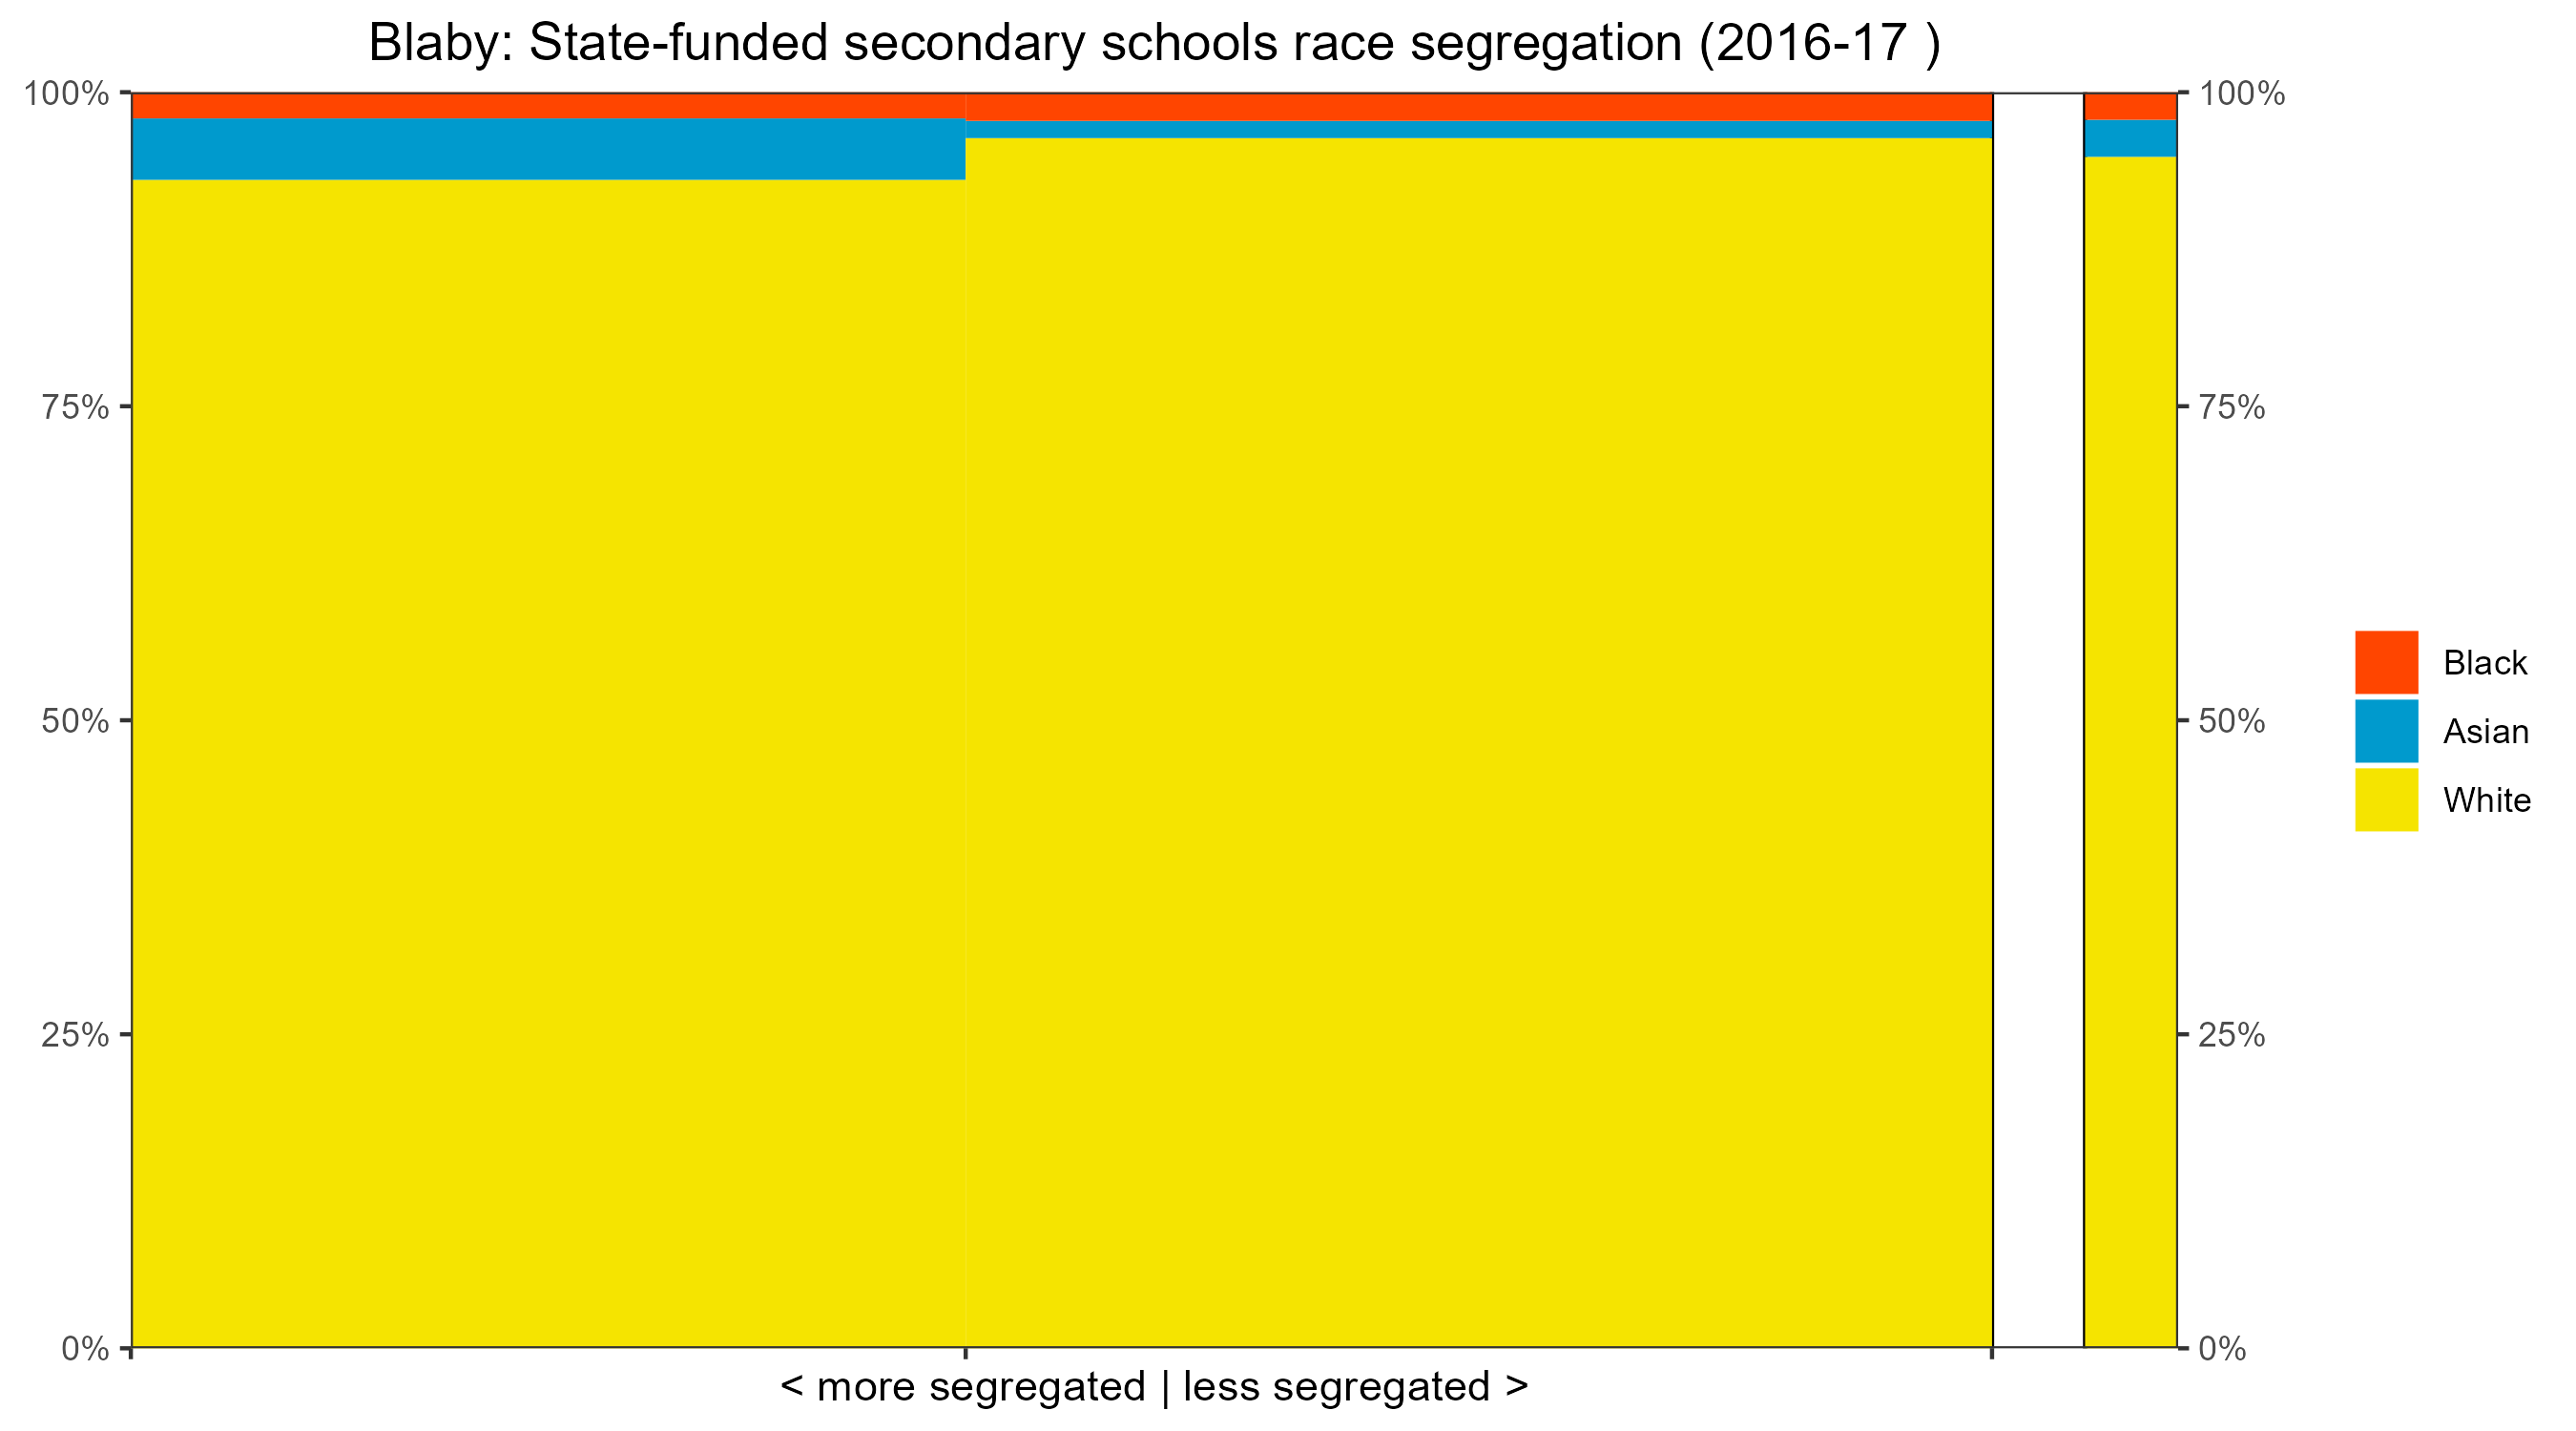 Blaby: State-funded secondary schools race segregation (2016-17 )
100%
75%
50%
25%
0%
100%
75%
50%
25%
0%
Black
Asian
White
< more segregated | less segregated >